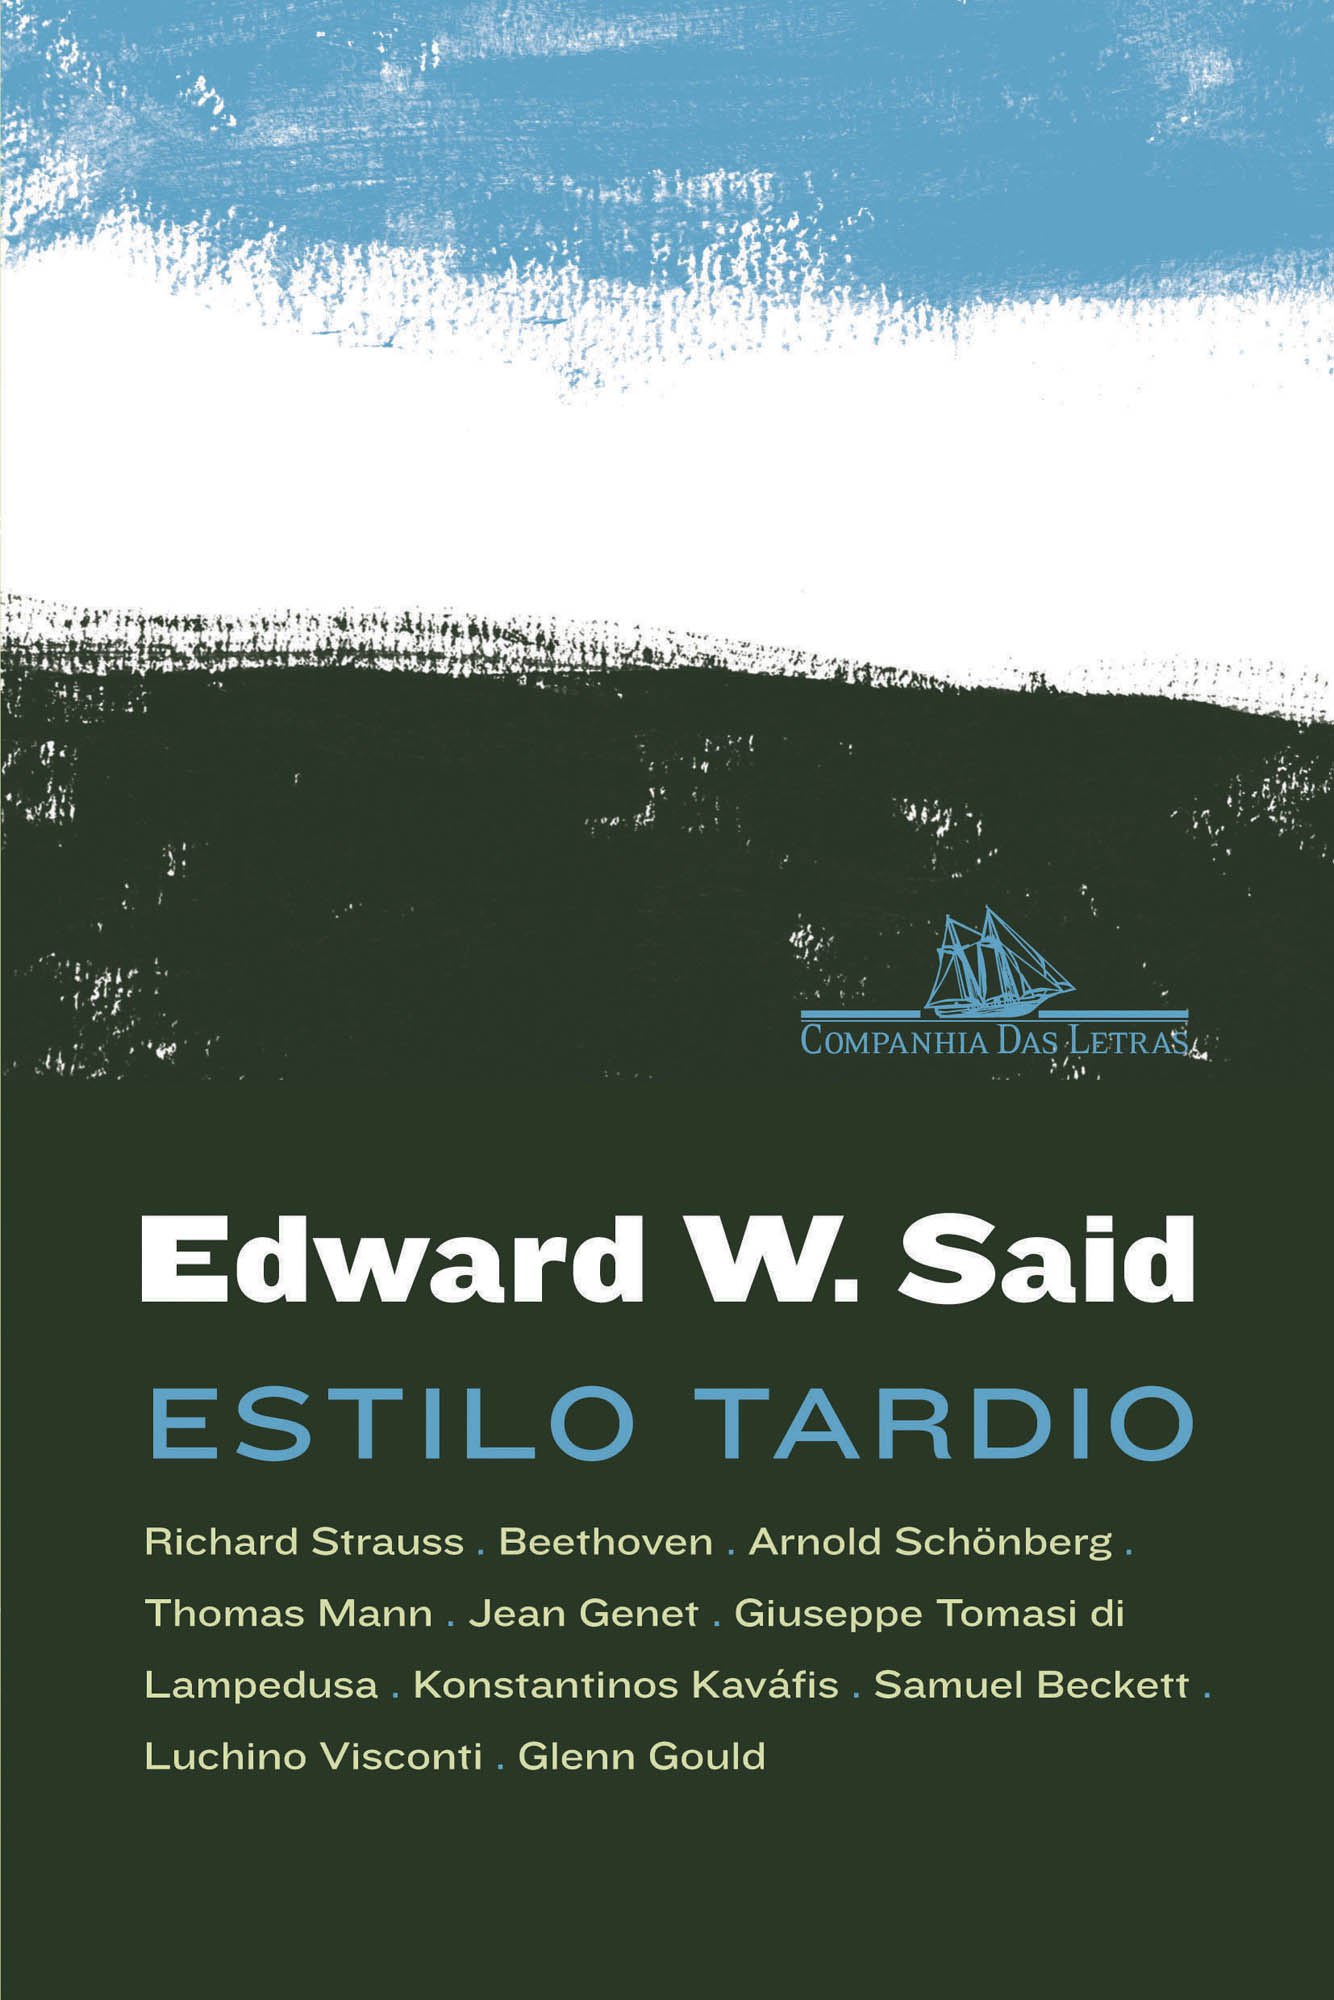 COMPANHIA DAS LETRAS
Edward W. Said
ESTILO TARDIO
Richard Strauss . Beethoven . Arnold Schönberg .
Thomas Mann . Jean Genet . Giuseppe Tomasi di
Lampedusa . Konstantinos Kaváfis . Samuel Beckett .
Luchino Visconti . Glenn Gould